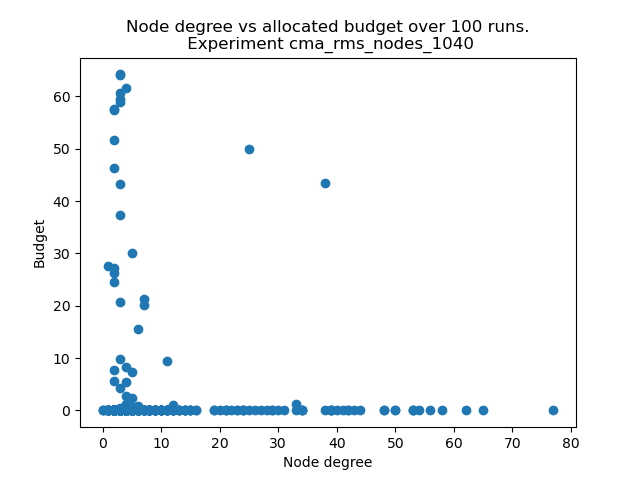 Node degree vs allocated budget over 100 runs.
Experiment cma_rms_nodes_1040
60
50
40
30
20
10
0
Budget
0 10 20 30 40 50 60 70 80
Node degree